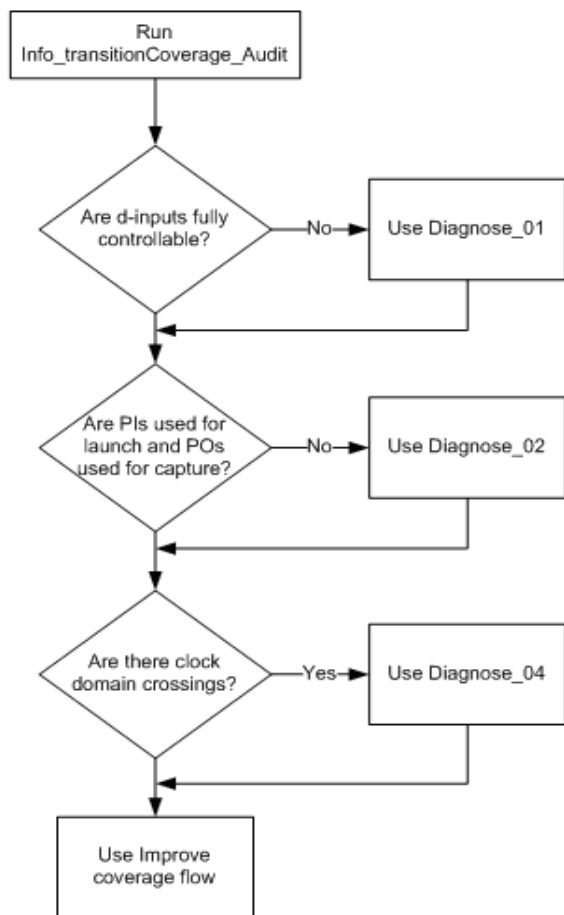 Run
Info_transitionCoverage_Audit
Are d-inputs fully
controllable?
No
Use Diagnose_01
Are PIs used for
launch and POs
used for capture?
No
Use Diagnose_02
Are there clock
domain crossings?
Yes
Use Diagnose_04
Use Improve
coverage flow